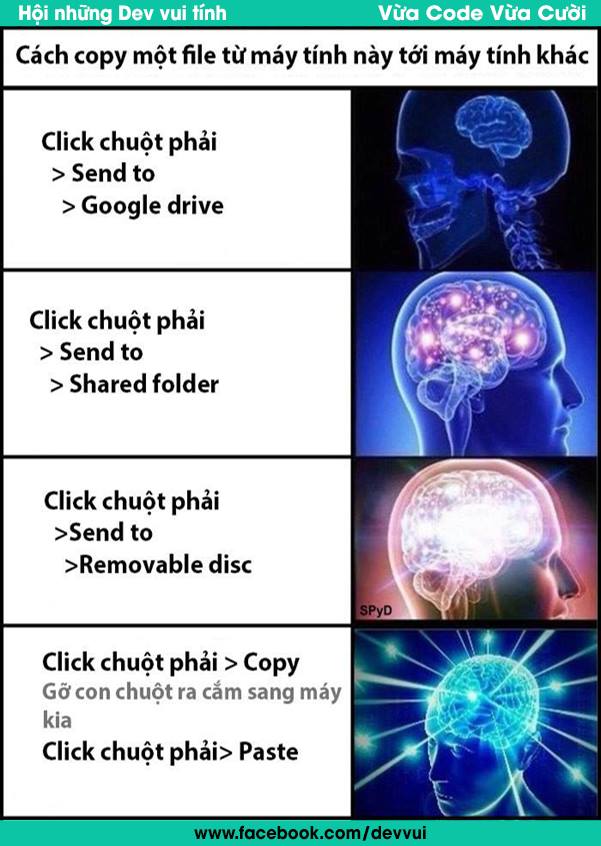 Hội những Dev vui tính
Vừa Code Vừa Cười
Cách copy một file từ máy tính này tới máy tính khác
Click chuột phải
> Send to
> Google drive
Click chuột phải
> Send to
> Shared folder
Click chuột phải
>Send to
>Removable disc
SPyD
Click chuột phải > Copy
Gỡ con chuột ra cắm sang máy
kia
Click chuột phải> Paste
www.facebook.com/devvui